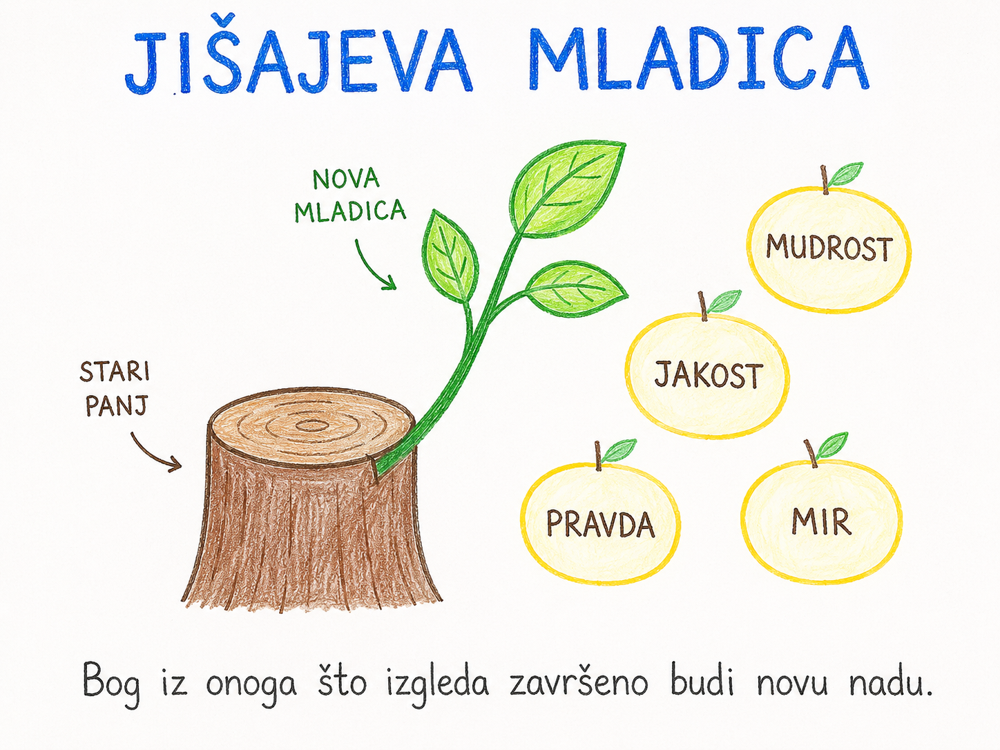 JIŠAJEVA MLADICA
NOVA
MLADICA
STARI
PANJ
MUDROST
JAKOST
PRAVDA
MIR
Bog iz onoga što izgleda završeno budi novu nadu.